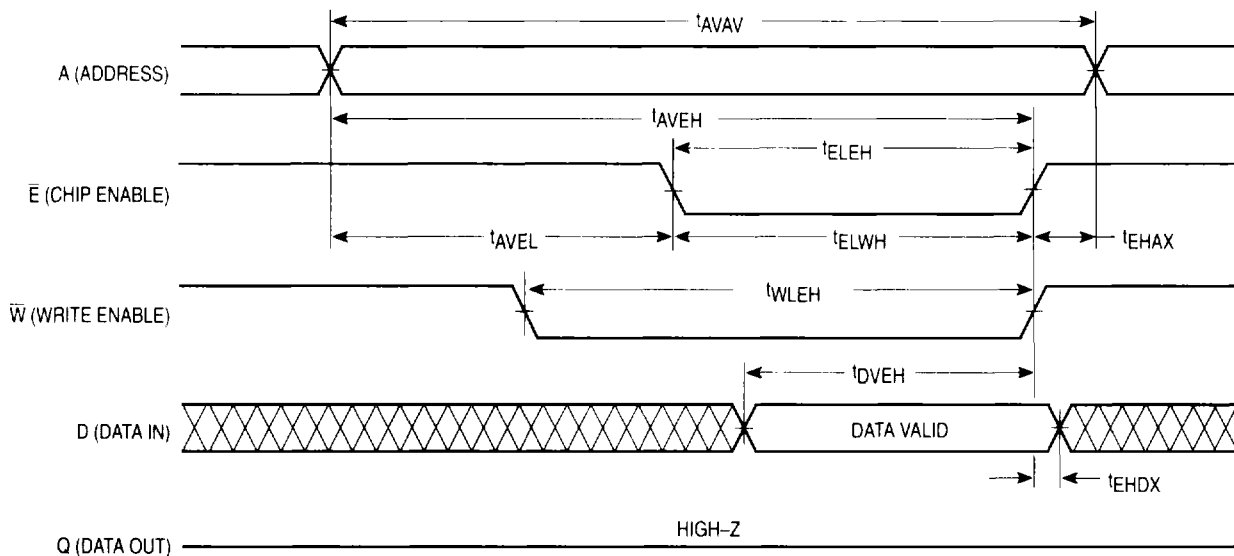 tAVAV
A (ADDRESS)
tAVEH
tELEH
E̅ (CHIP ENABLE)
tAVEL
tELWH
tEHAX
W̅ (WRITE ENABLE)
tWLEH
tDVEH
D (DATA IN)
DATA VALID
tEHDX
HIGH–Z
Q (DATA OUT)